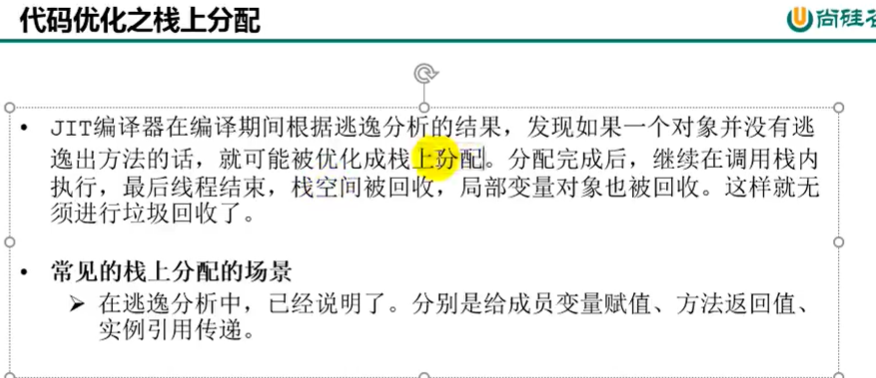 代码优化之栈上分配
尚硅
• JIT编译器在编译期间根据逃逸分析的结果，发现如果一个对象并没有逃
逸出方法的话，就可能被优化成栈上分配。分配完成后，继续在调用栈内
执行，最后线程结束，栈空间被回收，局部变量对象也被回收。这样就无
须进行垃圾回收了。
• 常见的栈上分配的场景
➢ 在逃逸分析中，已经说明了。分别是给成员变量赋值、方法返回值、
实例引用传递。